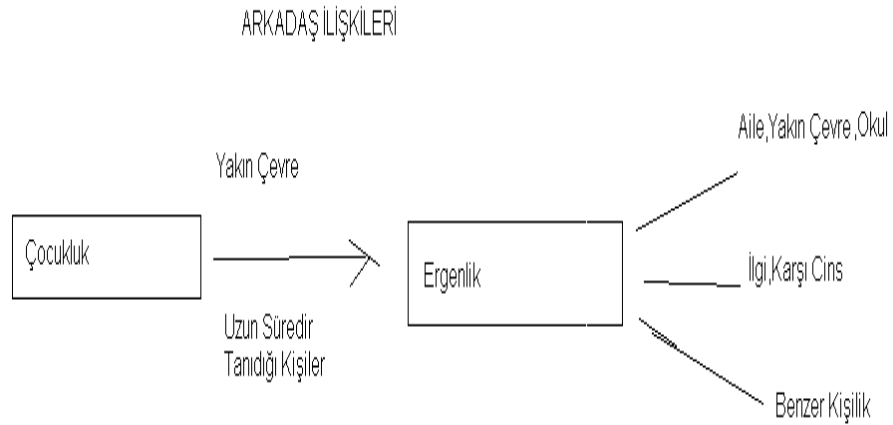 ARKADAŞ İLİŞKİLERİ
Aile,Yakın Çevre ,Okul
Yakın Çevre
Çocukluk
Ergenlik
İlgi,Karşı Cins
Uzun Süredir
Tanıdığı Kişiler
Benzer Kişilik